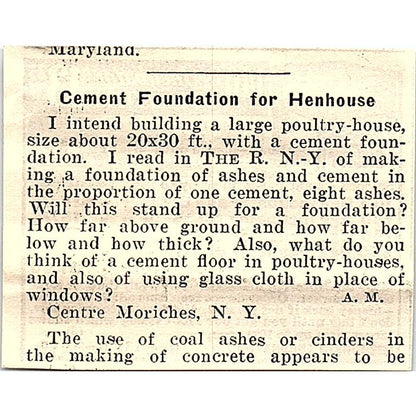 Maryland.
Cement Foundation for Henhouse
I intend building a large poultry-house,
size about 20x30 ft., with a cement foun-
dation. I read in THE R. N.-Y. of mak-
ing a foundation of ashes and cement in
the proportion of one cement, eight ashes.
Will this stand up for a foundation?
How far above ground and how far be-
low and how thick? Also, what do you
think of a cement floor in poultry-houses,
and also of using glass cloth in place of
windows? A. M.
Centre Moriches, N. Y.
The use of coal ashes or cinders in
the making of concrete appears to be